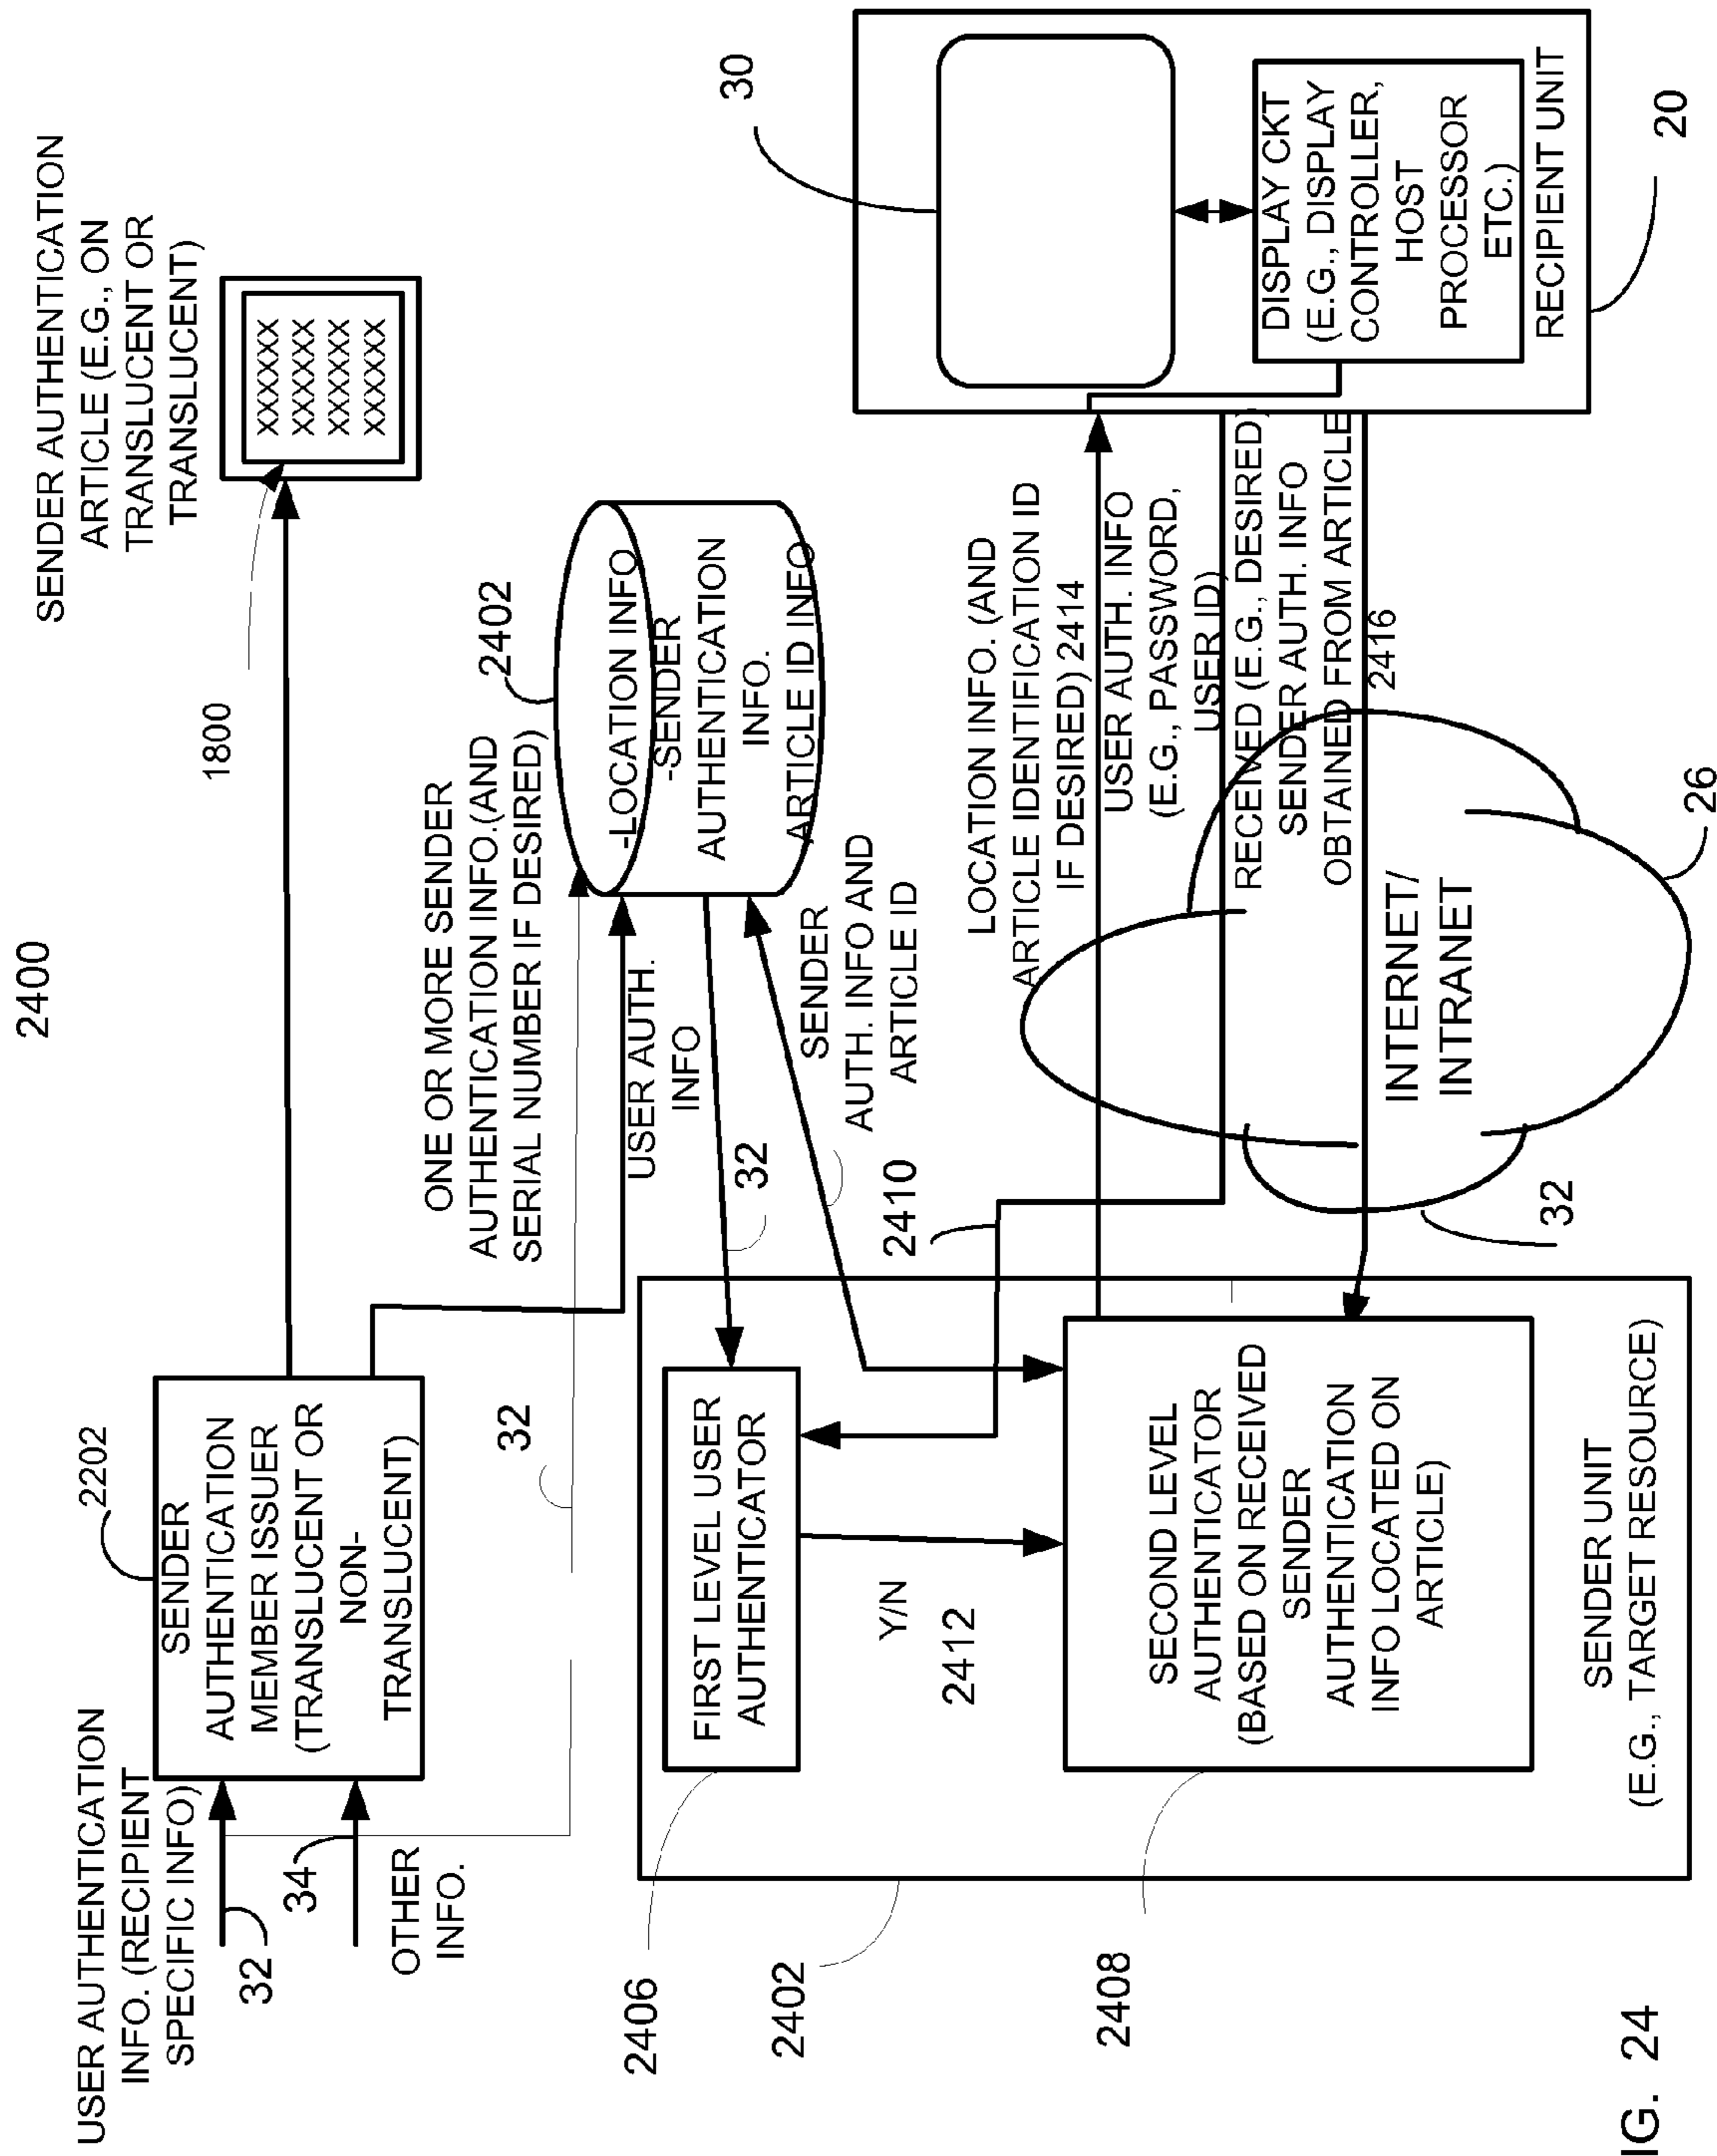 2400
USER AUTHENTICATION
INFO. (RECIPIENT
SPECIFIC INFO)
32
34
OTHER
INFO.
2202
SENDER
AUTHENTICATION
MEMBER ISSUER
(TRANSLUCENT OR
NON-
TRANSLUCENT)
1800
SENDER AUTHENTICATION
ARTICLE (E.G., ON
TRANSLUCENT OR
TRANSLUCENT)
XXXXXX
XXXXXX
XXXXXX
XXXXXX
ONE OR MORE SENDER
AUTHENTICATION INFO.(AND
SERIAL NUMBER IF DESIRED)
32
USER AUTH.
INFO
2402
-LOCATION INFO
-SENDER
AUTHENTICATION
INFO.
ARTICLE ID INFO
32
SENDER
AUTH. INFO AND
ARTICLE ID
2406
FIRST LEVEL USER
AUTHENTICATOR
2402
Y/N
2412
2410
2408
SECOND LEVEL
AUTHENTICATOR
(BASED ON RECEIVED
SENDER
AUTHENTICATION
INFO LOCATED ON
ARTICLE)
SENDER UNIT
(E.G., TARGET RESOURCE)
LOCATION INFO. (AND
ARTICLE IDENTIFICATION ID
IF DESIRED) 2414
USER AUTH. INFO
(E.G., PASSWORD,
USER ID)
RECEIVED (E.G., DESIRED)
SENDER AUTH. INFO
OBTAINED FROM ARTICLE
2416
INTERNET/
INTRANET
32
26
30
DISPLAY CKT
(E.G., DISPLAY
CONTROLLER,
HOST
PROCESSOR
ETC.)
RECIPIENT UNIT
20
IG. 24